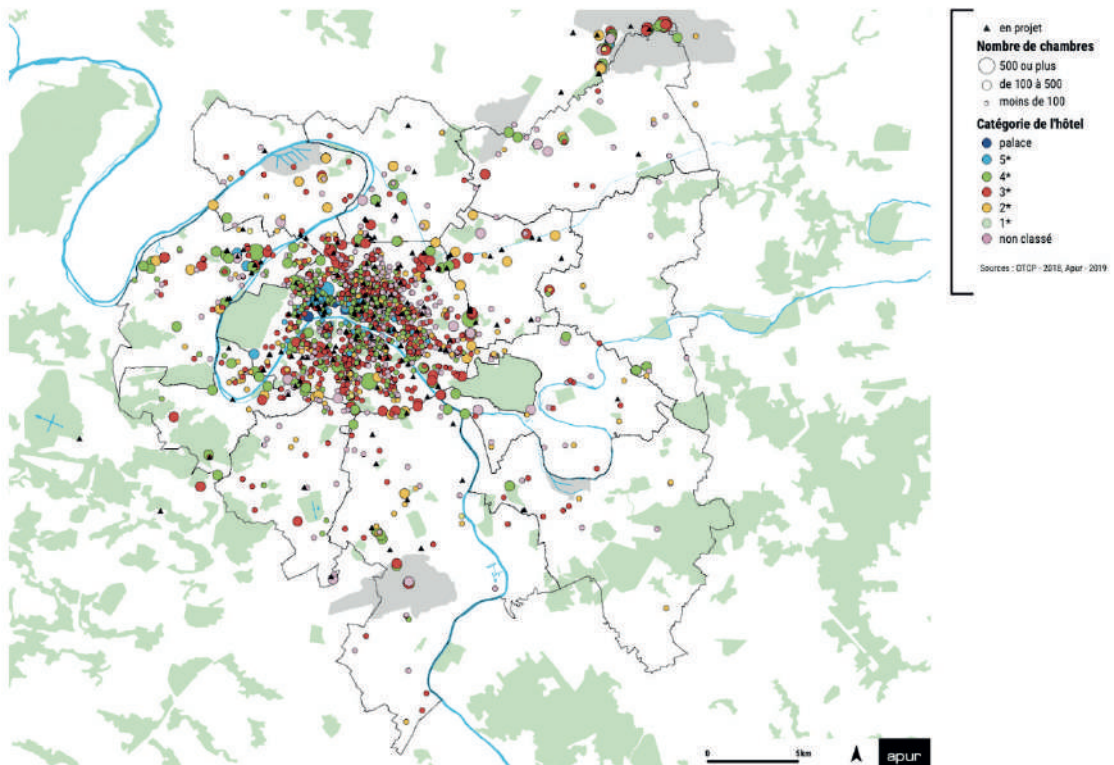 en projet
Nombre de chambres
500 ou plus
de 100 à 500
moins de 100
Catégorie de l'hôtel
palace
5*
4*
3*
2*
1*
non classé
Sources : OTCP - 2018, Apur - 2019
0 5km
apur